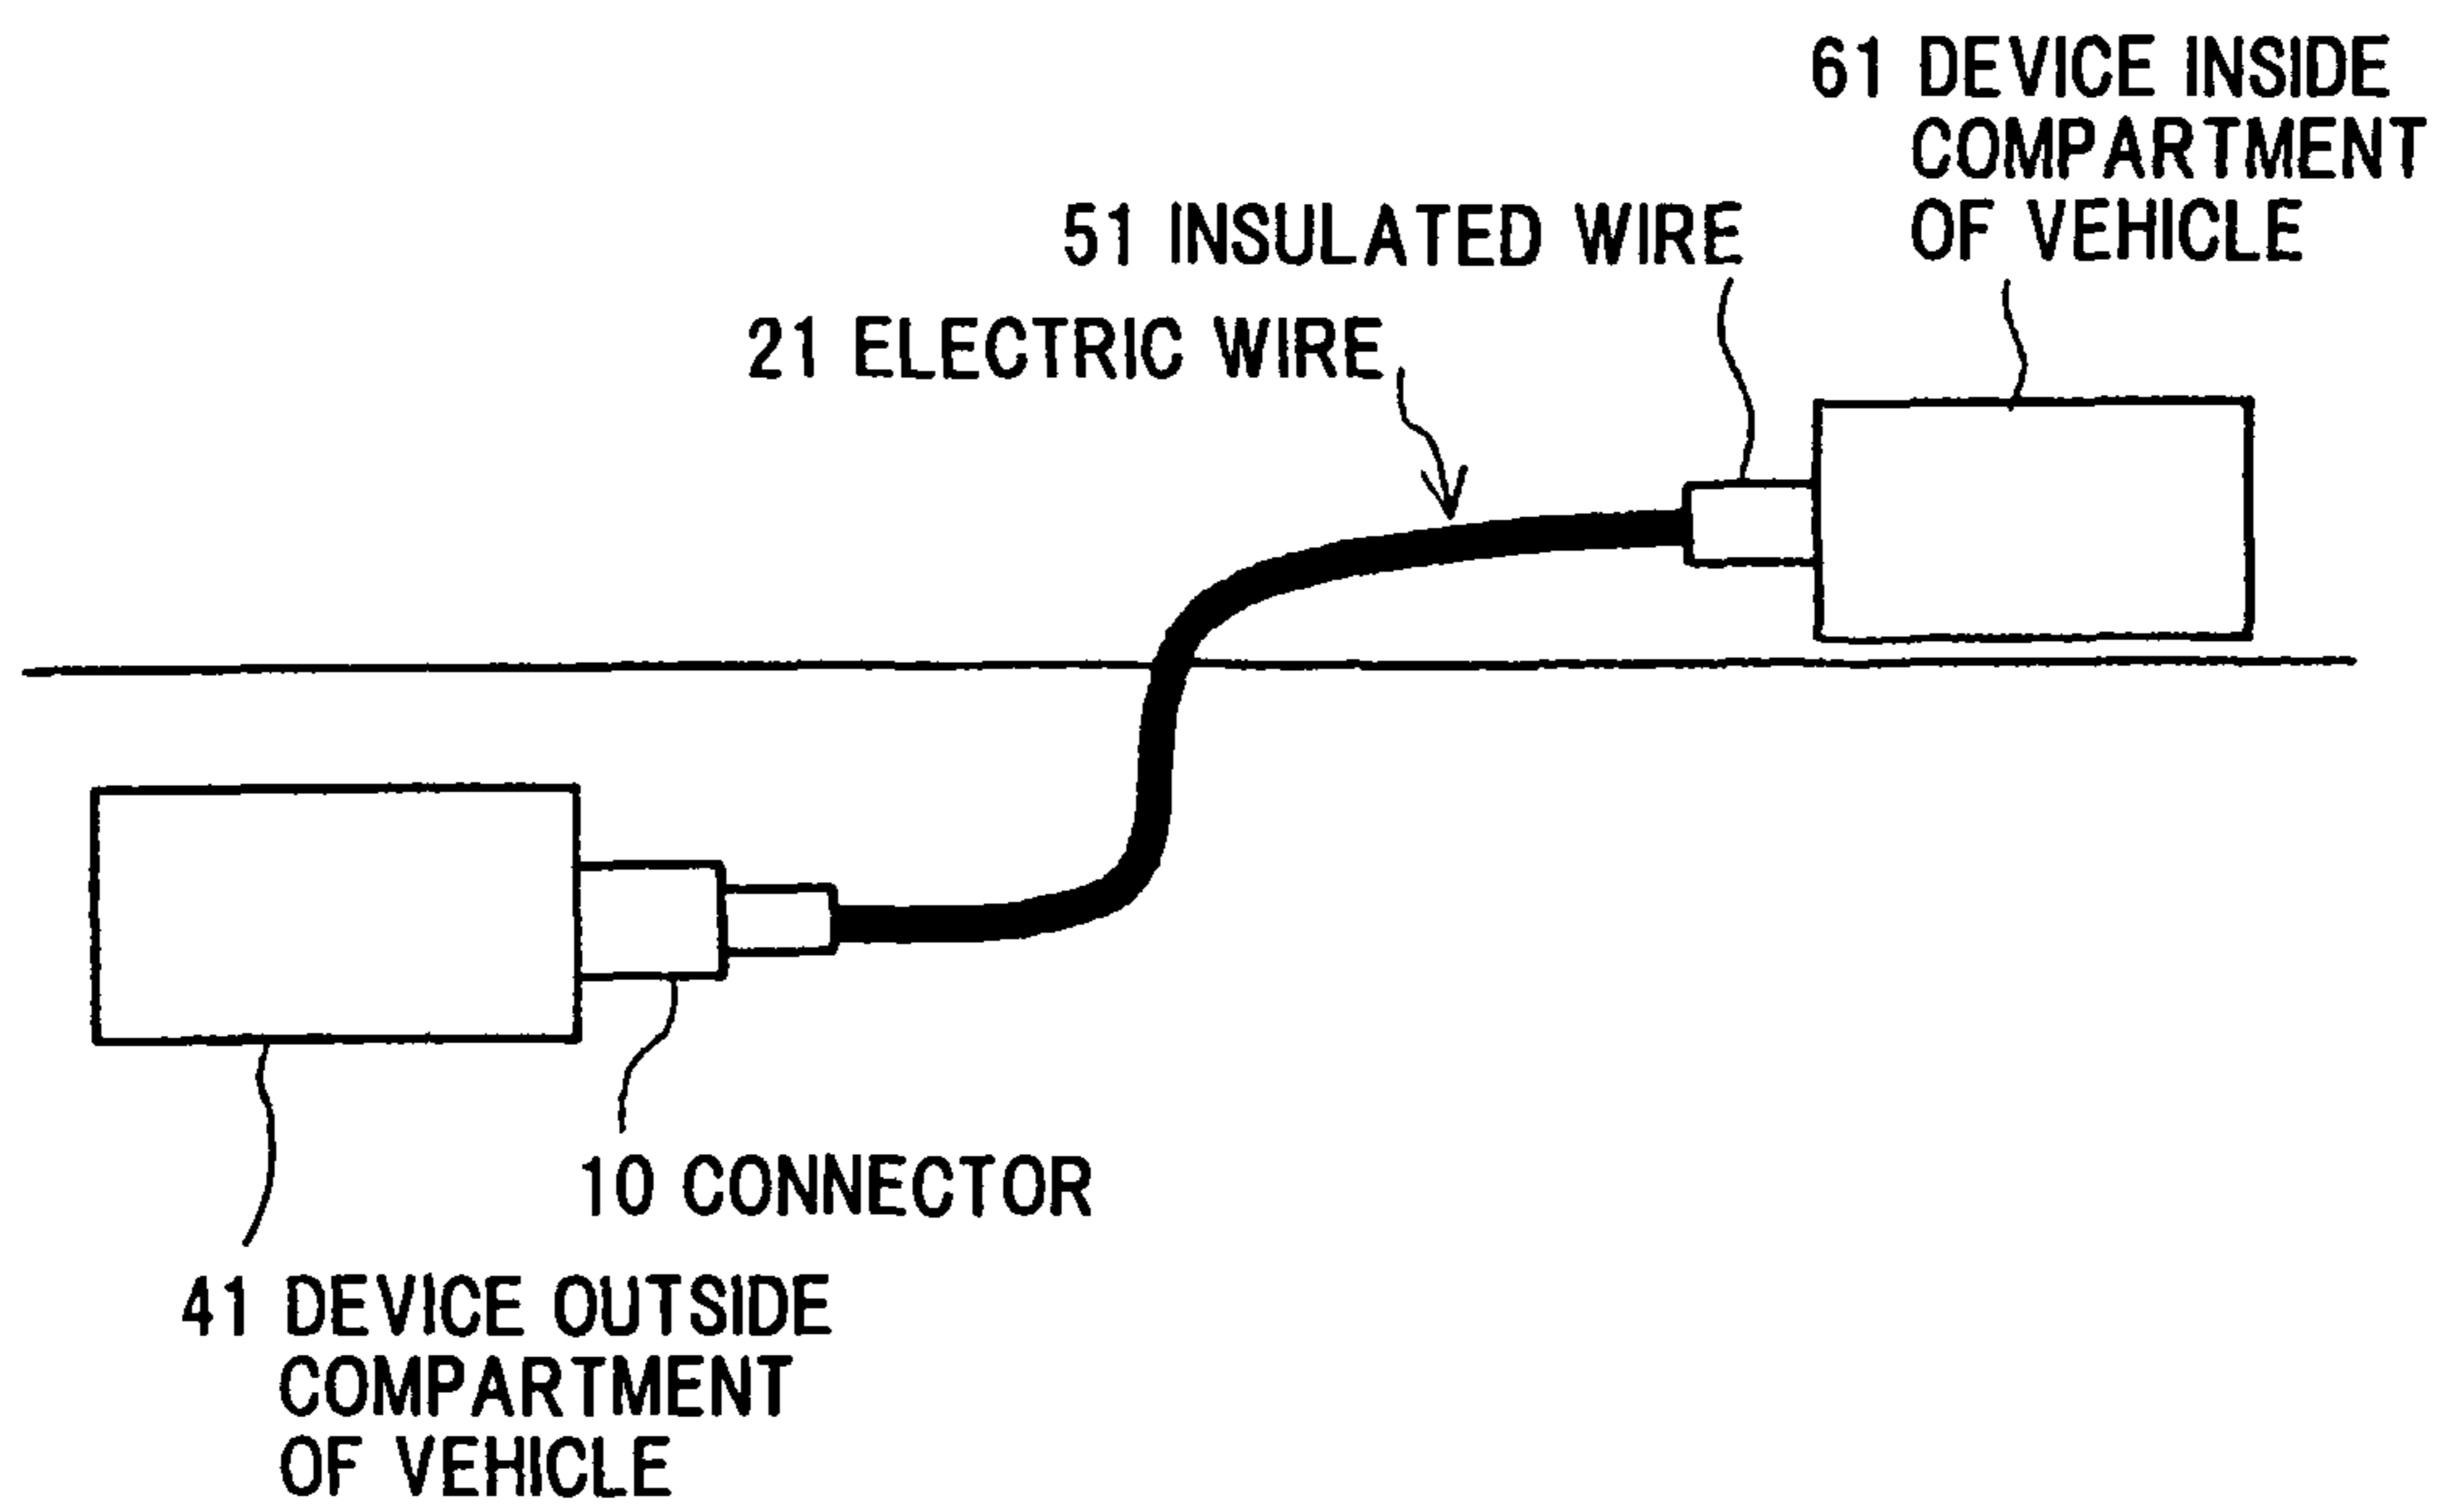 61 DEVICE INSIDE
COMPARTMENT
OF VEHICLE
51 INSULATED WIRE
21 ELECTRIC WIRE
10 CONNECTOR
41 DEVICE OUTSIDE
COMPARTMENT
OF VEHICLE